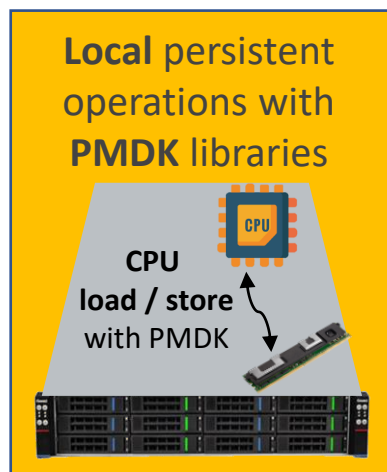 Local persistent
operations with
PMDK libraries
CPU
CPU
load / store
with PMDK